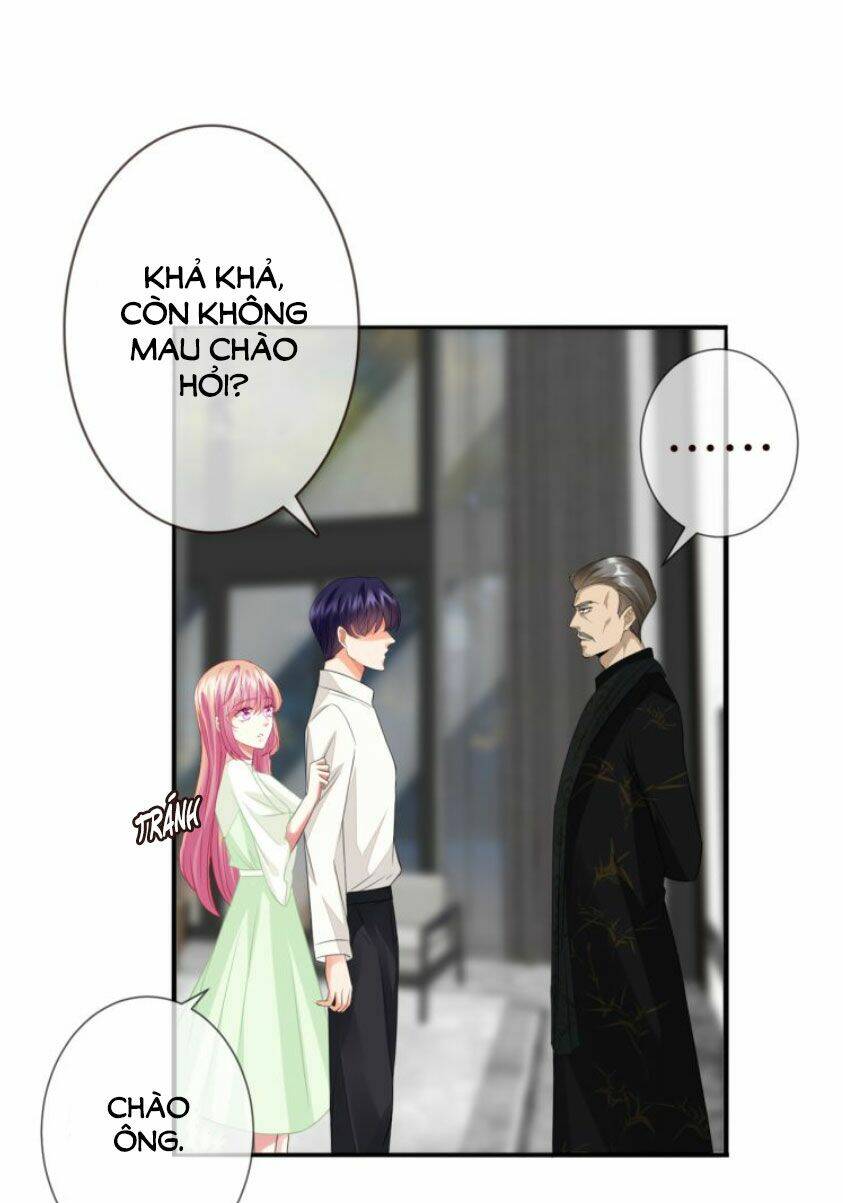 KHẢ KHẢ,
CÒN KHÔNG
MAU CHÀO
HỎI?
......
TRÁNH
CHÀO
ÔNG.